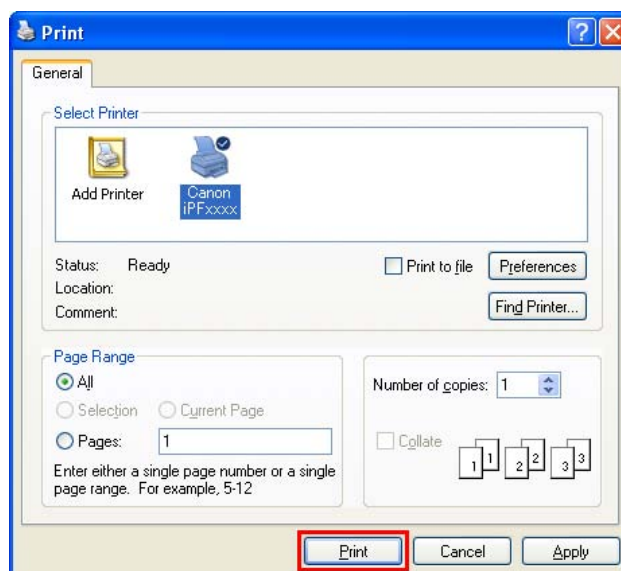 Print
General
Select Printer
Add Printer
Canon
iPFxxxx
Status: Ready
Location:
Comment:
Print to file
Preferences
Find Printer...
Page Range
All
Selection
Current Page
Pages: 1
Enter either a single page number or a single
page range. For example, 5-12
Number of copies: 1
Collate
1 1 2 2 3 3
Print
Cancel
Apply